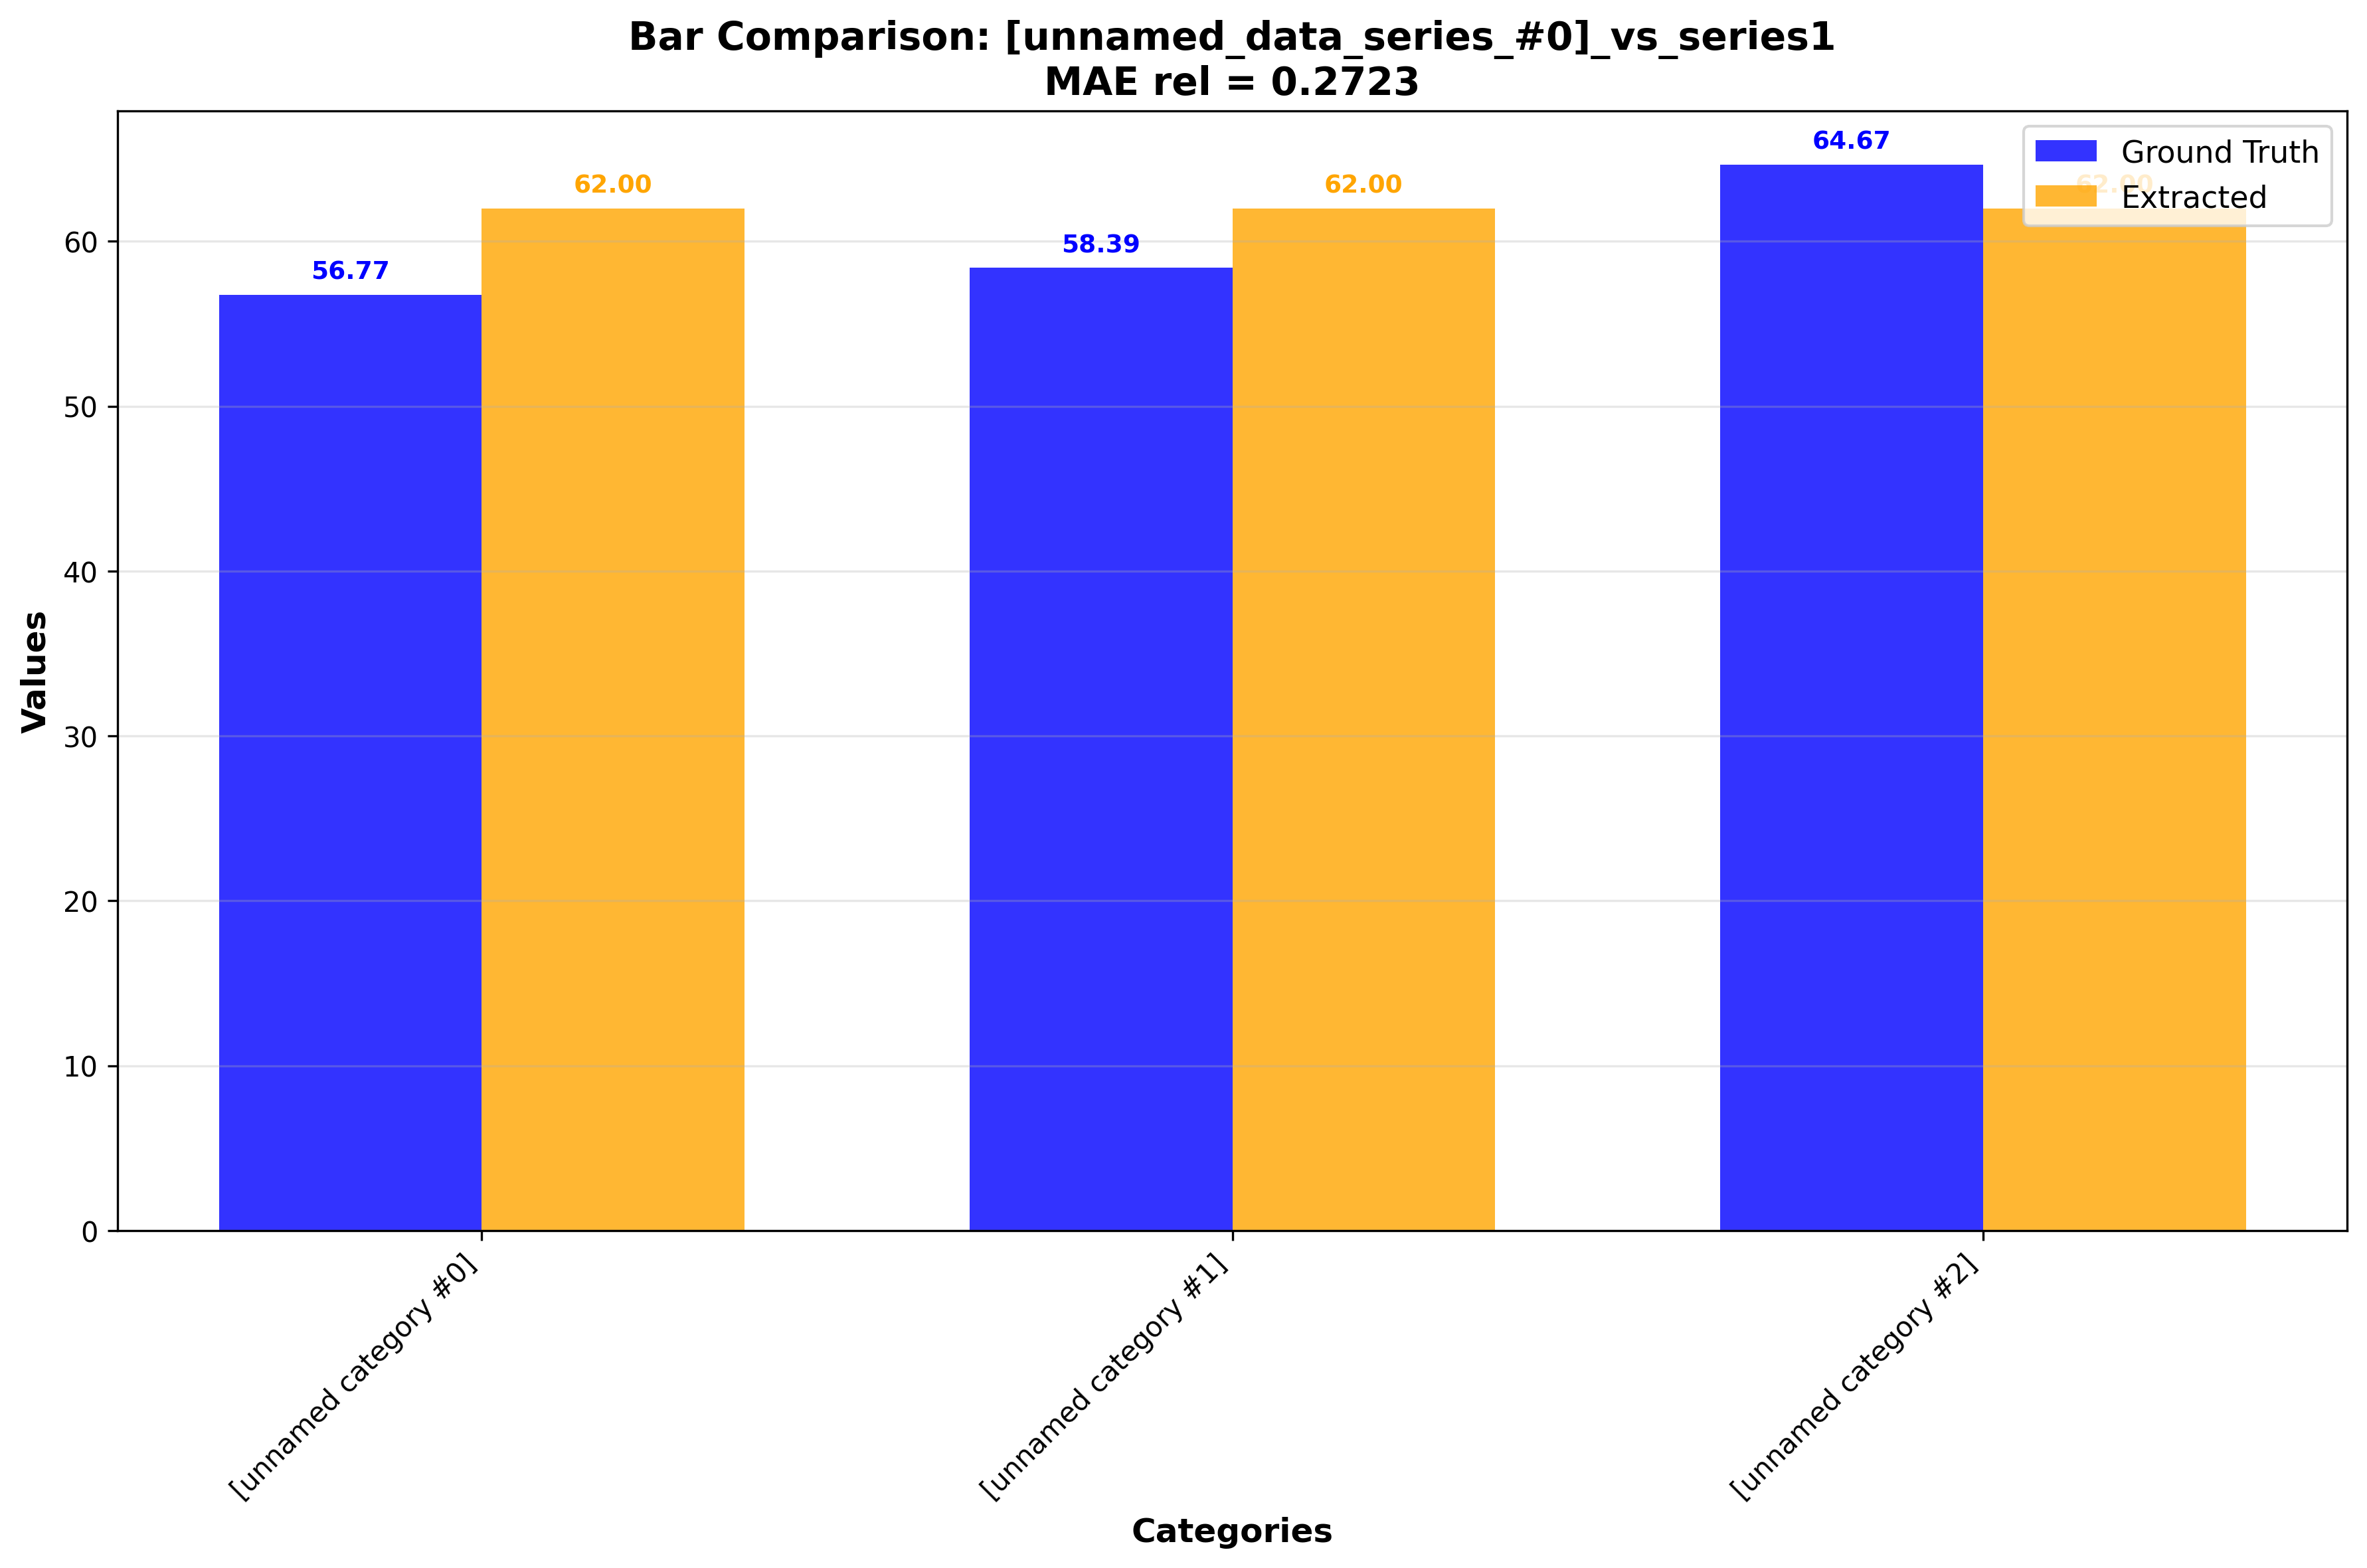 Bar Comparison: [unnamed_data_series_#0]_vs_series1
MAE rel = 0.2723
64.67
62.00
62.00
62.00
58.39
56.77
Ground Truth
Extracted
60
50
40
30
20
10
0
Values
[unnamed category #0]
[unnamed category #1]
[unnamed category #2]
Categories